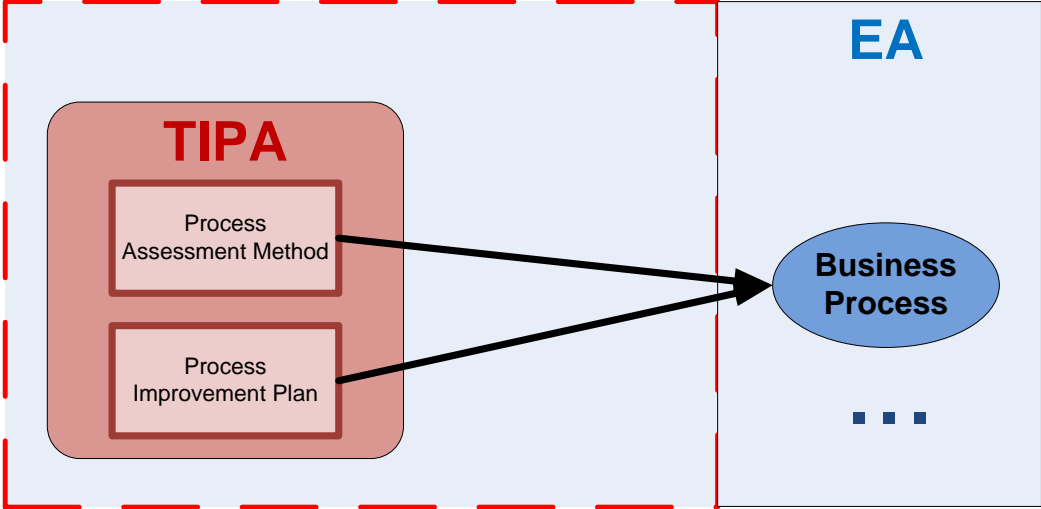 EA
TIPA
Process
Assessment Method
Business
Process
Process
Improvement Plan
...